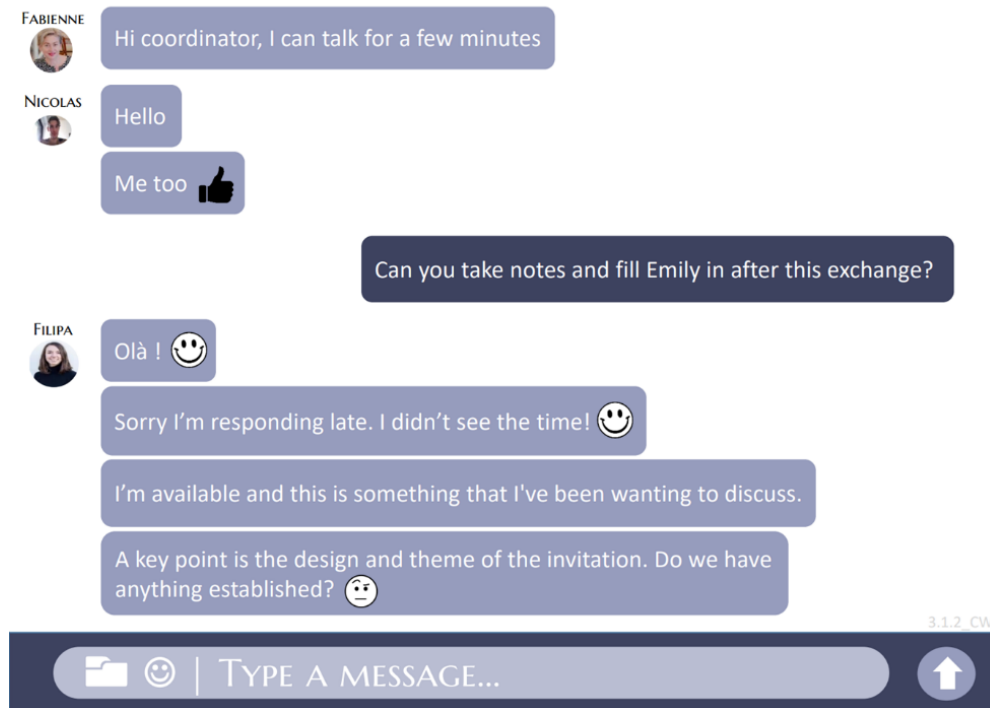 Fabienne
Hi coordinator, I can talk for a few minutes
Nicolas
Hello
Me too
Can you take notes and fill Emily in after this exchange?
Filipa
Olà !
Sorry I’m responding late. I didn’t see the time!
I’m available and this is something that I've been wanting to discuss.
A key point is the design and theme of the invitation. Do we have
anything established?
3.1.2_CW
Type a message...